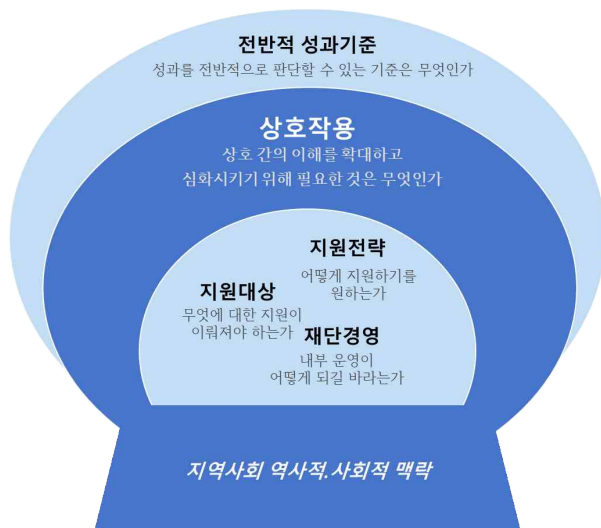 전반적 성과기준
성과를 전반적으로 판단할 수 있는 기준은 무엇인가
상호작용
상호 간의 이해를 확대하고
심화시키기 위해 필요한 것은 무엇인가
지원전략
어떻게 지원하기를
원하는가
지원대상
무엇에 대한 지원이
이뤄져야 하는가
재단경영
내부 운영이
어떻게 되길 바라는가
지역사회 역사적.사회적 맥락